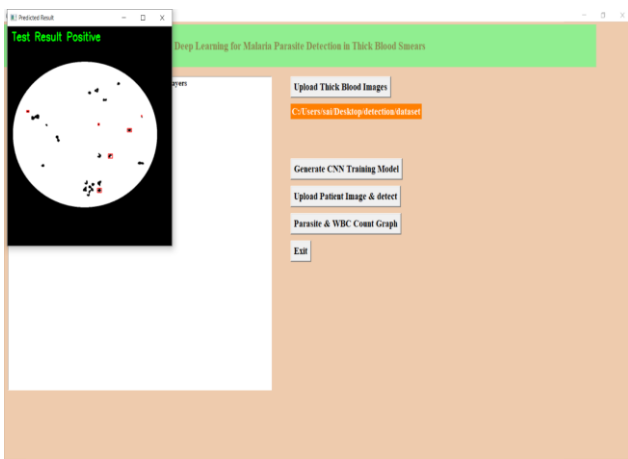 Predicted Result
Test Result Positive
Deep Learning for Malaria Parasite Detection in Thick Blood Smears
ayers
Upload Thick Blood Images
C:/Users/sai/Desktop/detection/dataset
Generate CNN Training Model
Upload Patient Image & detect
Parasite & WBC Count Graph
Exit